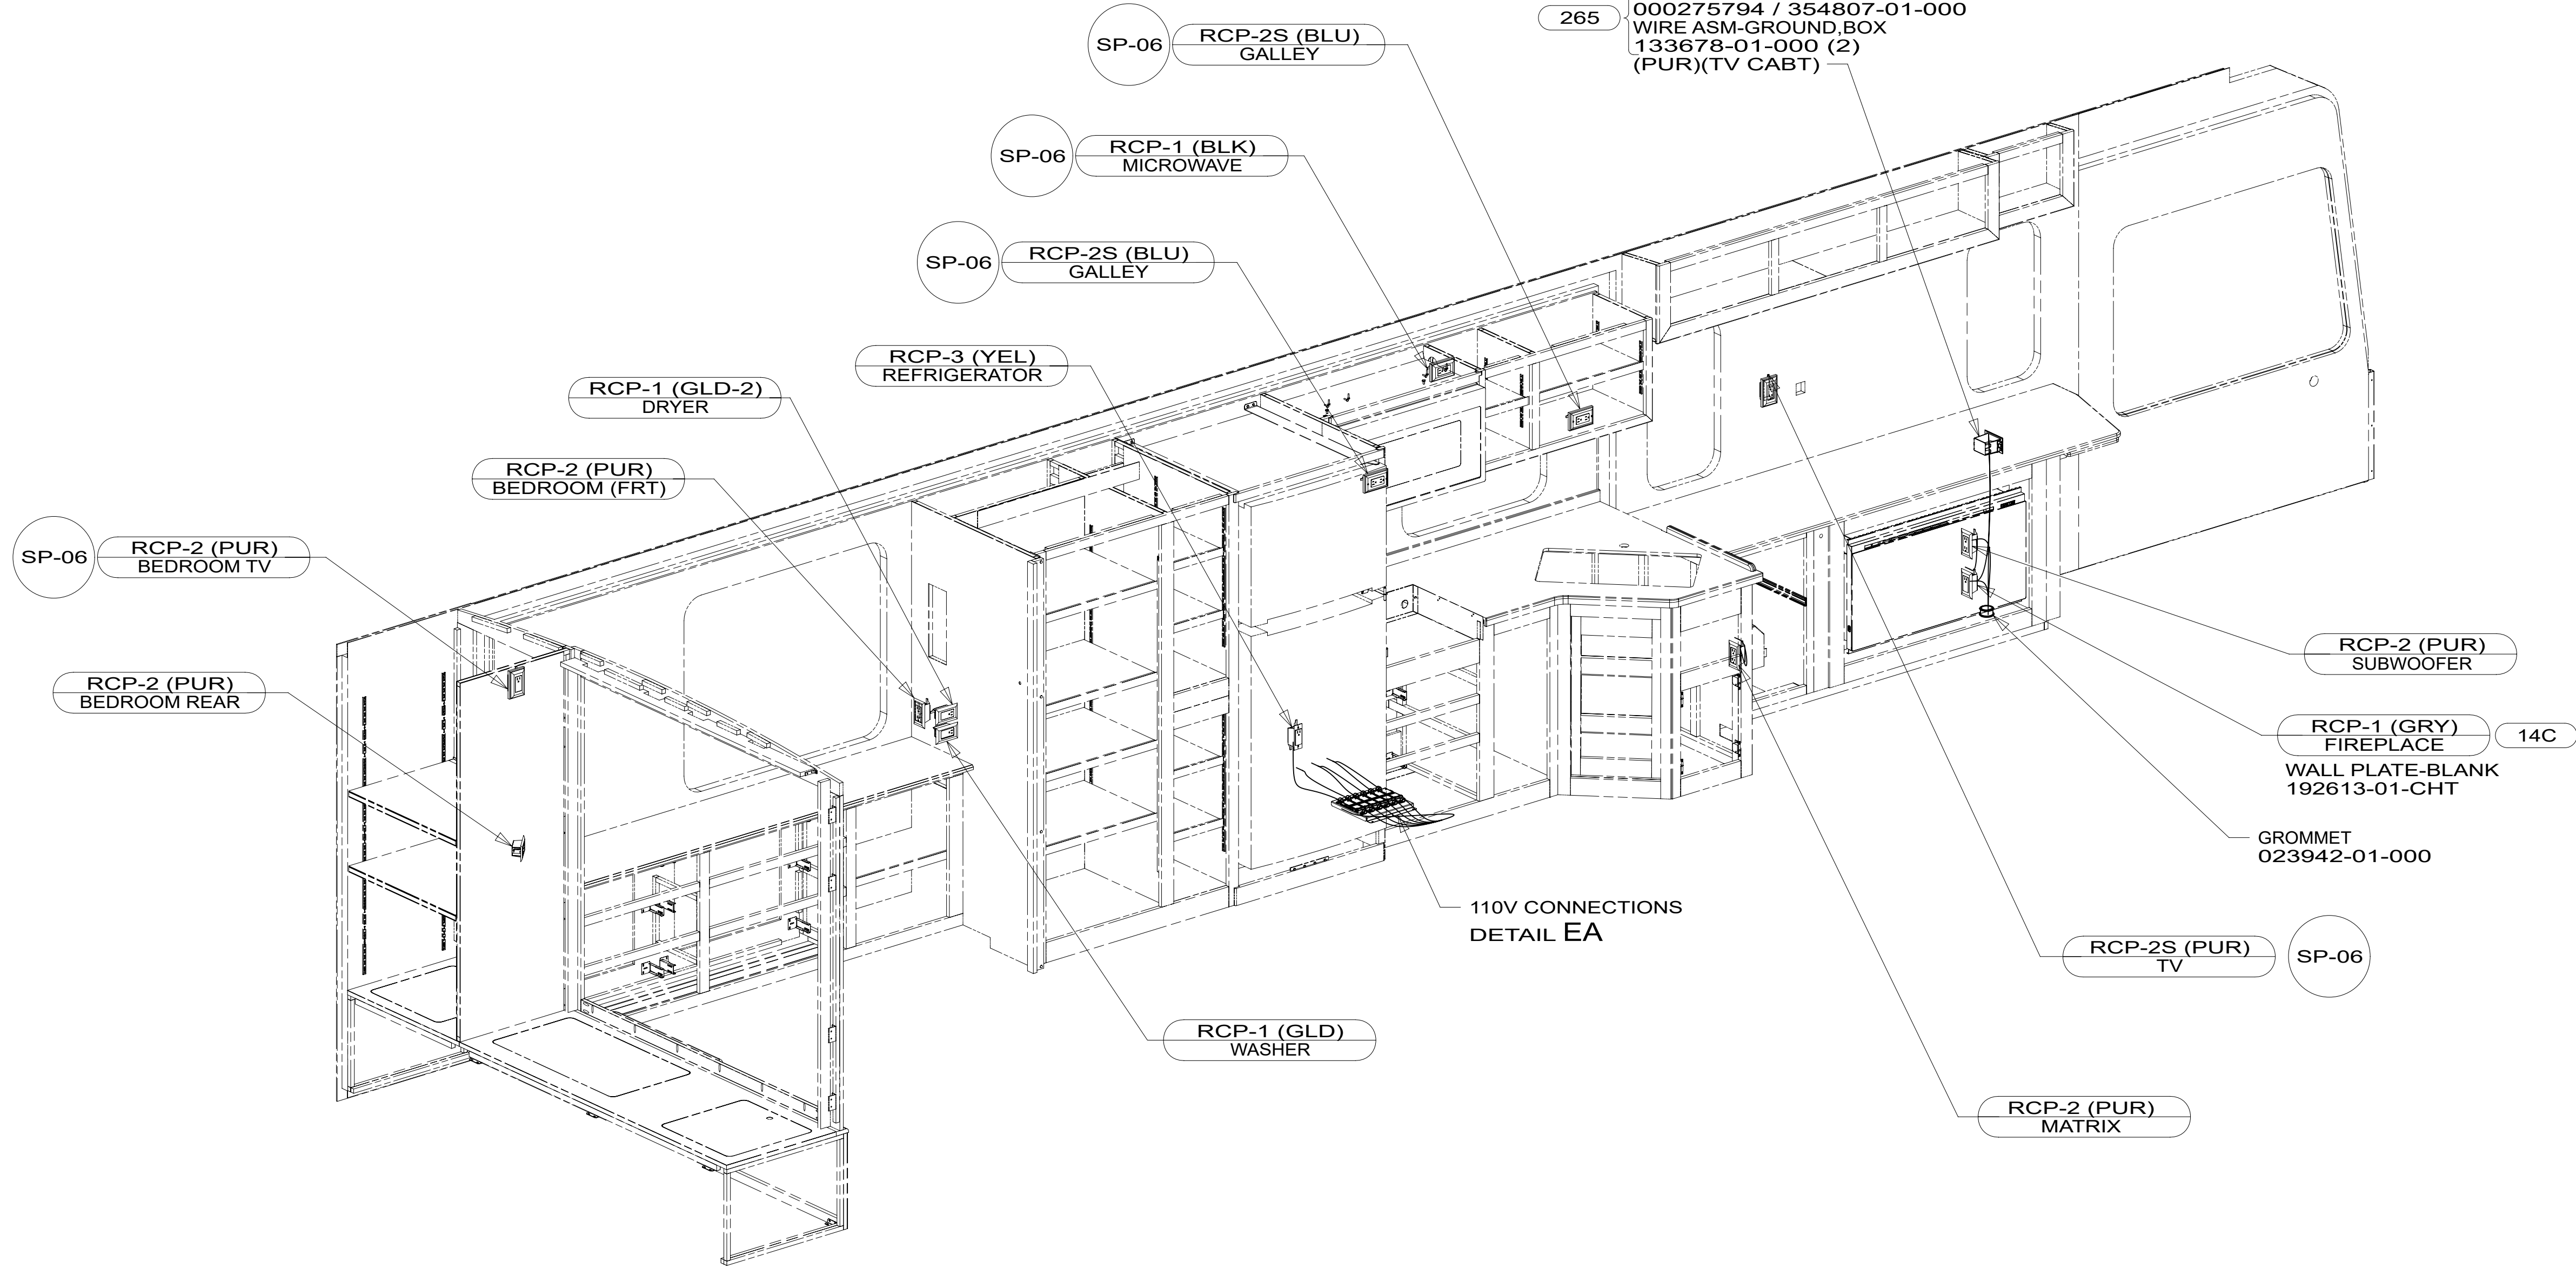 265
000275794 / 354807-01-000
WIRE ASM-GROUND,BOX
133678-01-000 (2)
(PUR)(TV CABT)
SP-06
RCP-2S (BLU)
GALLEY
SP-06
RCP-1 (BLK)
MICROWAVE
SP-06
RCP-2S (BLU)
GALLEY
RCP-3 (YEL)
REFRIGERATOR
RCP-1 (GLD-2)
DRYER
RCP-2 (PUR)
BEDROOM (FRT)
SP-06
RCP-2 (PUR)
BEDROOM TV
RCP-2 (PUR)
BEDROOM REAR
RCP-2 (PUR)
SUBWOOFER
RCP-1 (GRY)
FIREPLACE
14C
WALL PLATE-BLANK
192613-01-CHT
GROMMET
023942-01-000
110V CONNECTIONS
DETAIL EA
RCP-2S (PUR)
TV
SP-06
RCP-1 (GLD)
WASHER
RCP-2 (PUR)
MATRIX